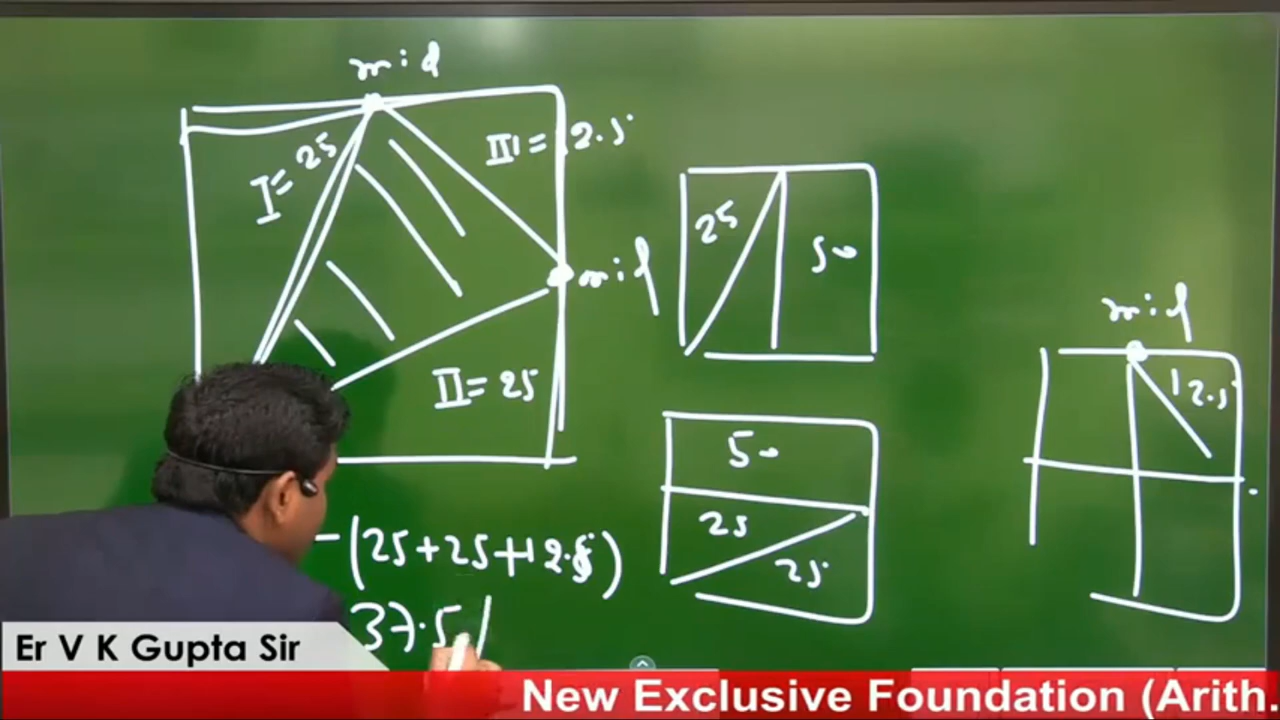 mid
I = 25
III = 12.5
mid
II = 25
-(25+25+12.5)
37.5
25
50
50
25
25
mid
12.5
Er V K Gupta Sir
New Exclusive Foundation (Arith.